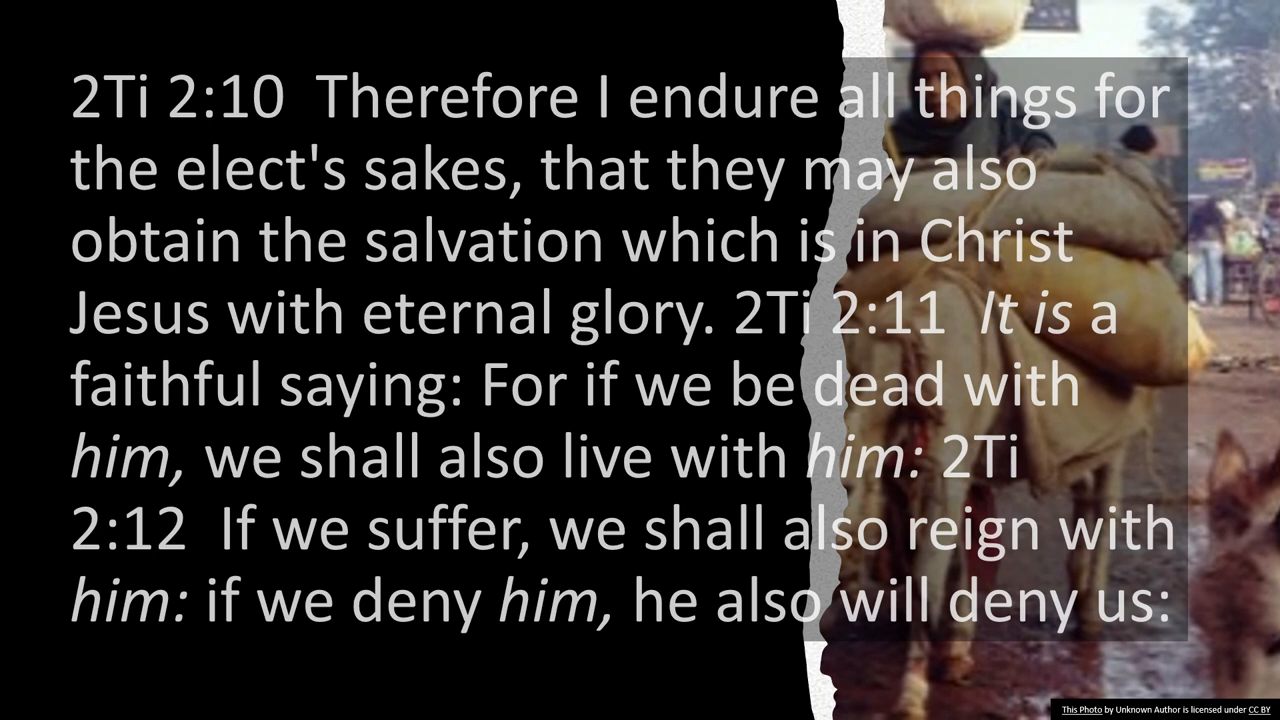 2Ti 2:10  Therefore I endure all things for
the elect's sakes, that they may also
obtain the salvation which is in Christ
Jesus with eternal glory. 2Ti 2:11  It is a
faithful saying: For if we be dead with
him, we shall also live with him: 2Ti
2:12  If we suffer, we shall also reign with
him: if we deny him, he also will deny us:
This Photo by Unknown Author is licensed under CC BY